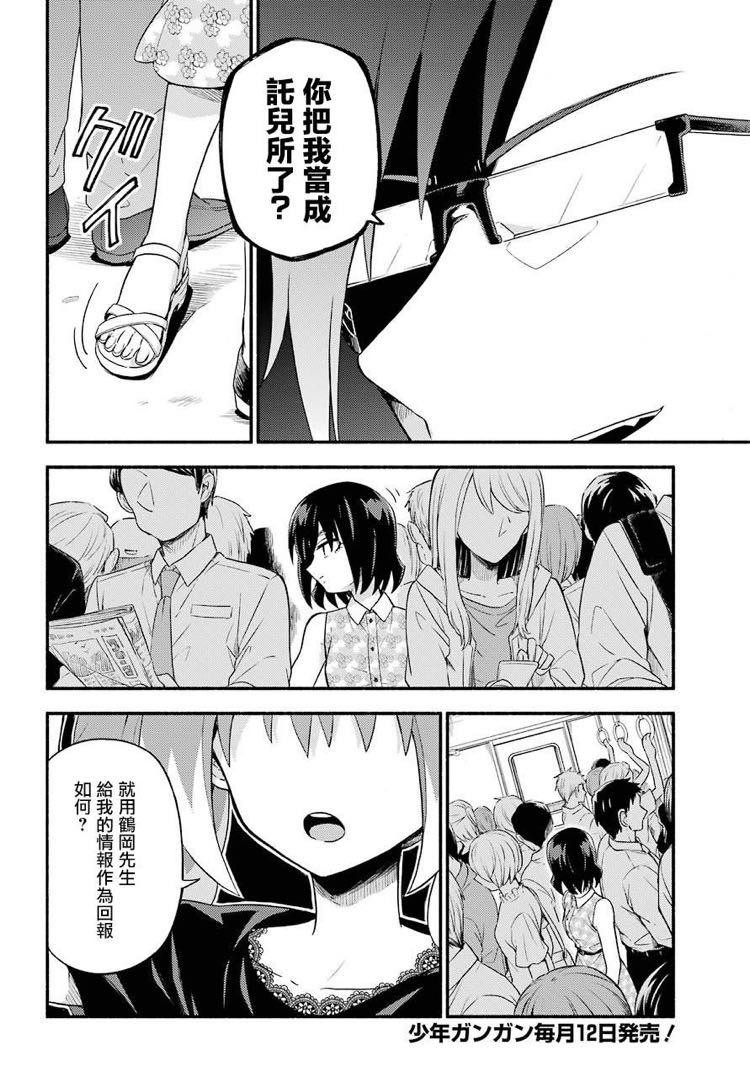 你把我當成
託兒所了？
グイ
就用鶴岡先生
給我的情報作為回報
如何？
少年ガンガン毎月12日発売！